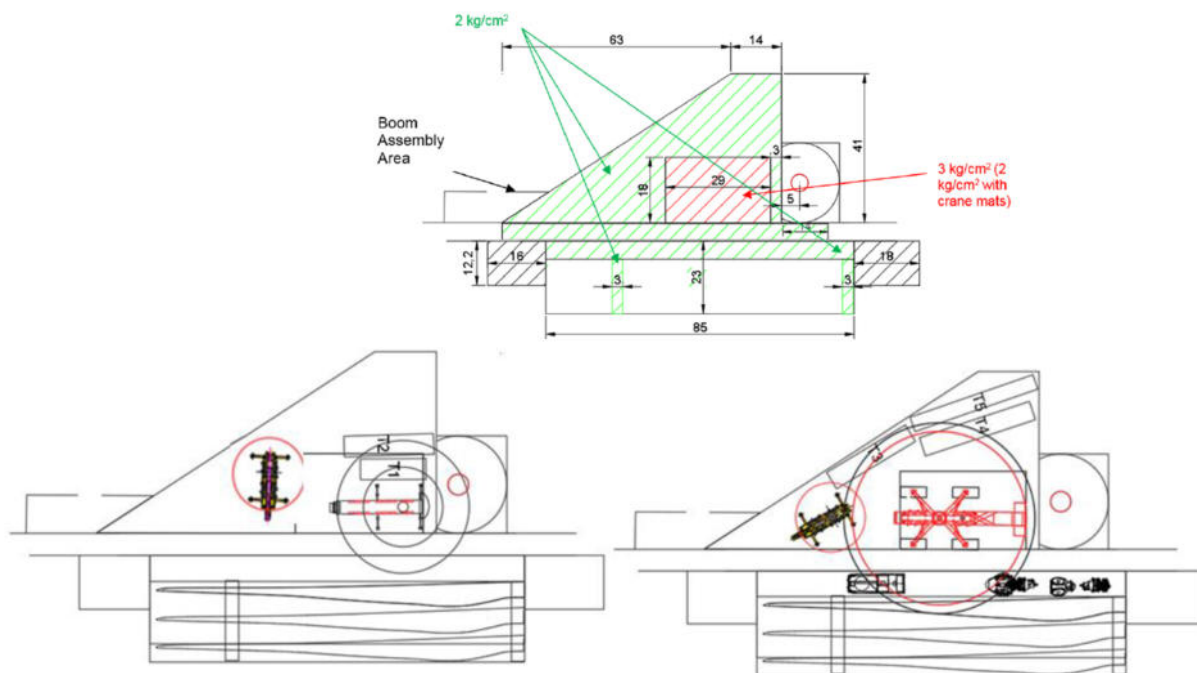 2 kg/cm²
63
14
Boom
Assembly
Area
41
3
18
29
5
3 kg/cm² (2
kg/cm² with
crane mats)
12,2
16
18
3
23
3
85
T2
T1
T5
T4
T3